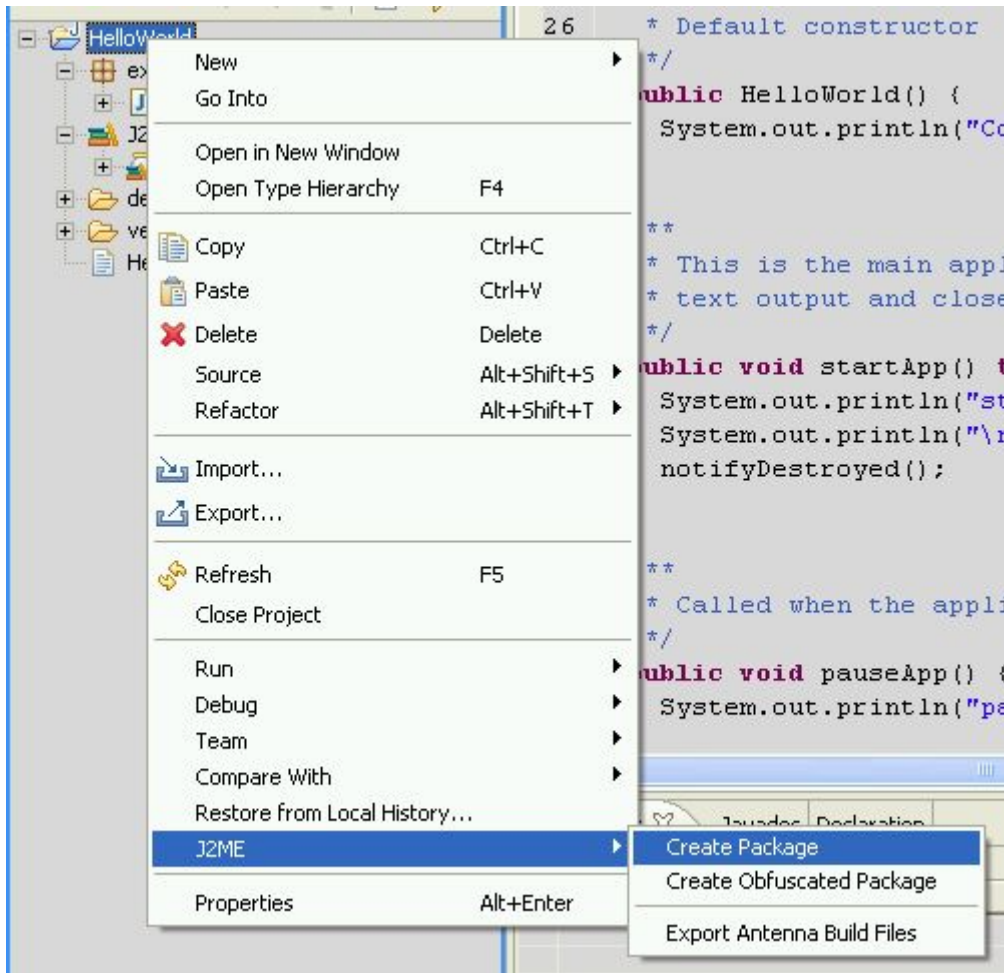 HelloWorld
New
Go Into
Open in New Window
Open Type Hierarchy F4
Copy Ctrl+C
Paste Ctrl+V
Delete Delete
Source Alt+Shift+S
Refactor Alt+Shift+T
Import...
Export...
Refresh F5
Close Project
Run
Debug
Team
Compare With
Restore from Local History...
J2ME
Properties Alt+Enter
Create Package
Create Obfuscated Package
Export Antenna Build Files
26 * Default constructor
*/
ublic HelloWorld() {
System.out.println("Co
**
* This is the main appl
* text output and close
*/
ublic void startApp() t
System.out.println("st
System.out.println("\r
notifyDestroyed();
**
* Called when the appli
*/
ublic void pauseApp() {
System.out.println("pa
Javadoc Declaration